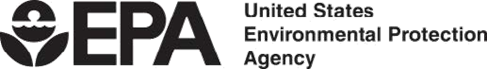 EPA
United States
Environmental Protection
Agency